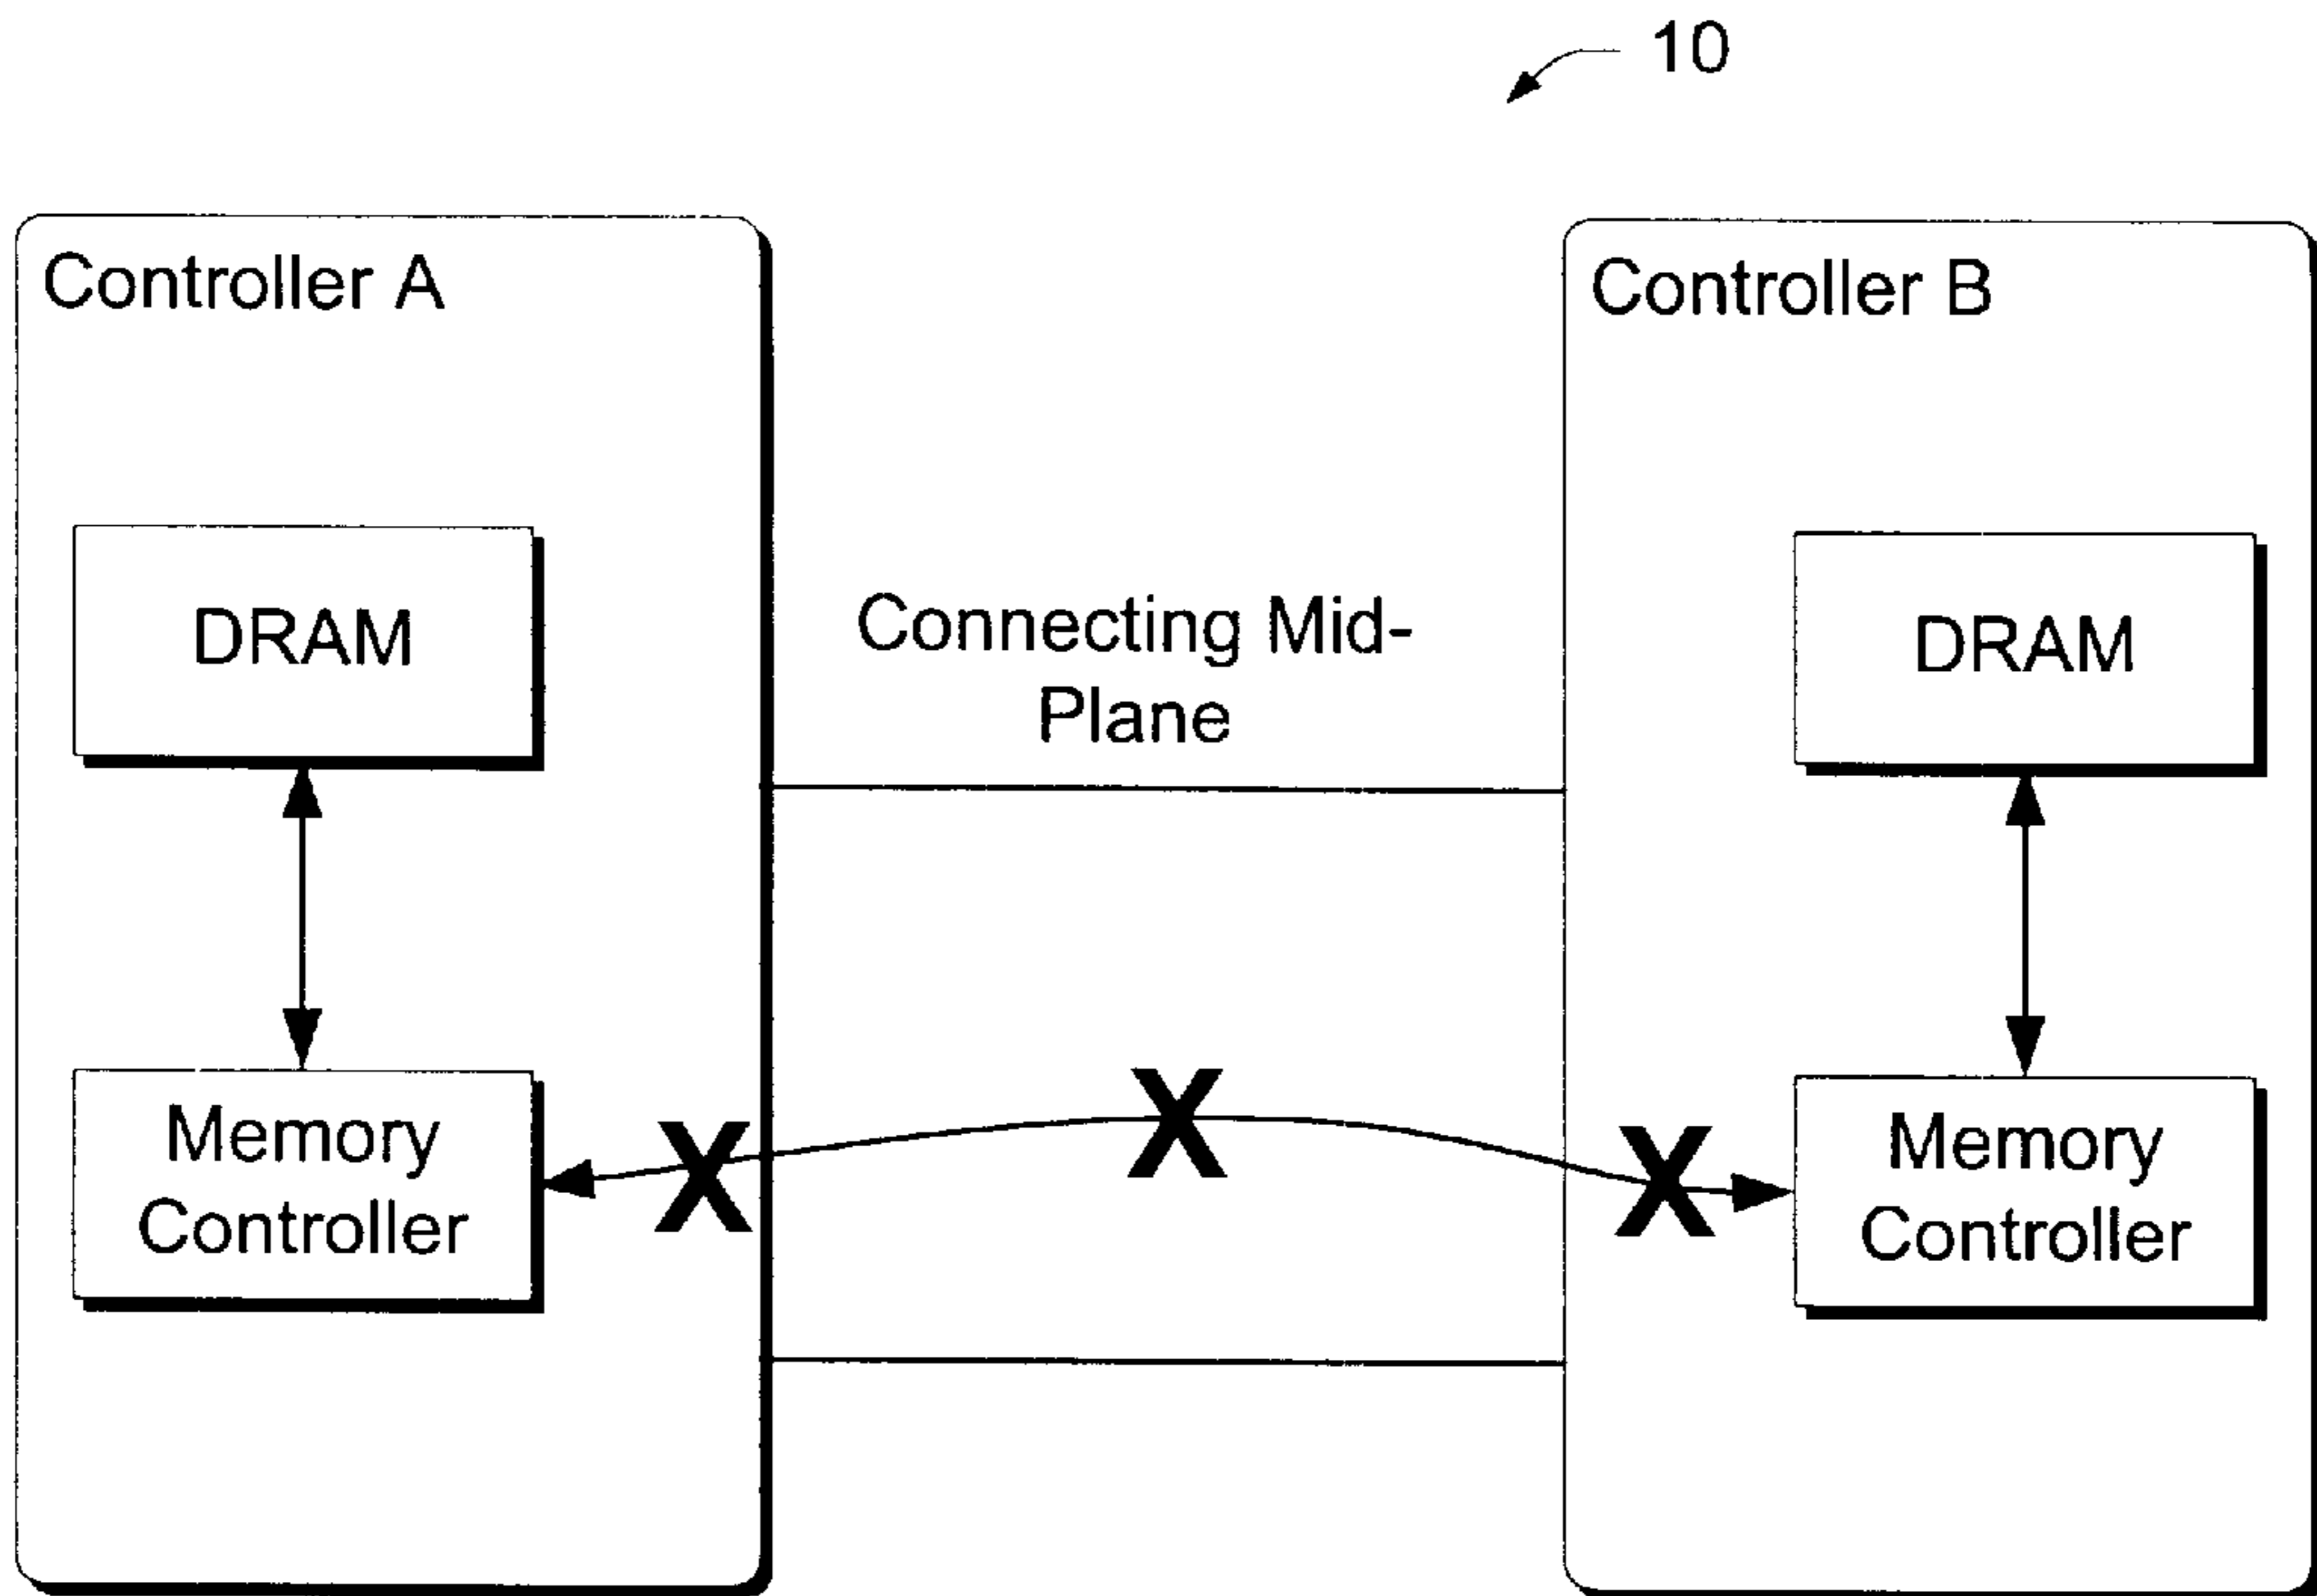 10
Controller A
Controller B
DRAM
Connecting Mid-
Plane
DRAM
Memory
Controller
X
X
X
Memory
Controller